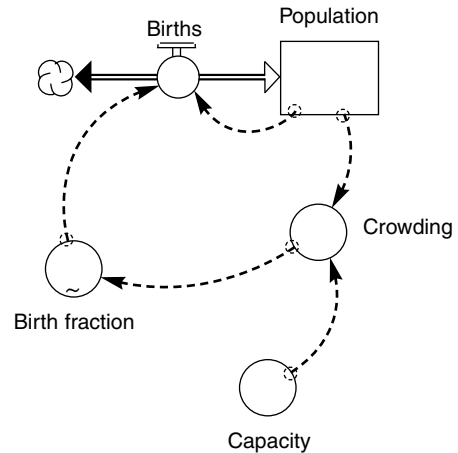 Population
Births
Crowding
~
Birth fraction
Capacity